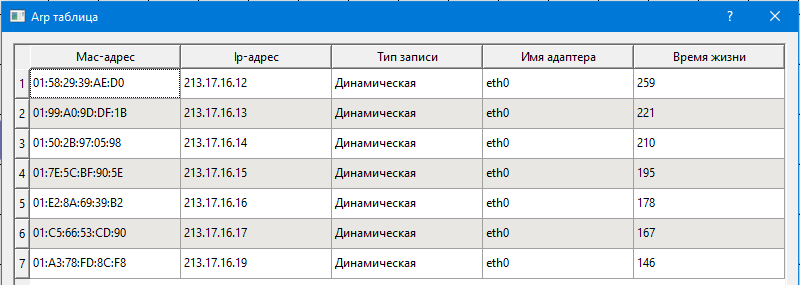 Arp таблица
Mac-адрес Ip-адрес Тип записи Имя адаптера Время жизни
1 01:58:29:39:AE:D0 213.17.16.12 Динамическая eth0 259
2 01:99:A0:9D:DF:1B 213.17.16.13 Динамическая eth0 221
3 01:50:2B:97:05:98 213.17.16.14 Динамическая eth0 210
4 01:7E:5C:BF:90:5E 213.17.16.15 Динамическая eth0 195
5 01:E2:8A:69:39:B2 213.17.16.16 Динамическая eth0 178
6 01:C5:66:53:CD:90 213.17.16.17 Динамическая eth0 167
7 01:A3:78:FD:8C:F8 213.17.16.19 Динамическая eth0 146